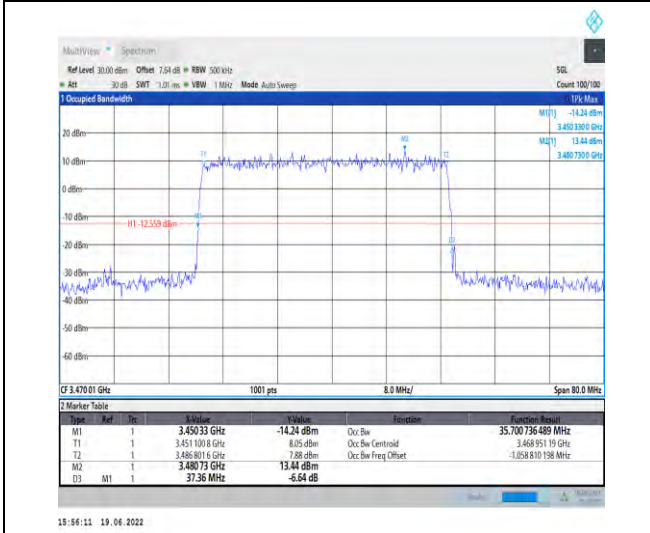 MultiView Spectrum
Ref Level 30.00 dBm Offset 7.64 dB RBW 500 kHz SGL
Att 30 dB SWT 1.01 ms VBW 1 MHz Mode Auto Sweep Count 100/100
1 Occupied Bandwidth 1Pk Max
M1[1] -14.24 dBm
3.450 330 0 GHz
M2[1] 13.44 dBm
3.480 730 0 GHz
20 dBm
M2
T1 T2
10 dBm
0 dBm
-10 dBm
H1 -12.559 dBm
-20 dBm
D3
-30 dBm
-40 dBm
-50 dBm
-60 dBm
CF 3.470 01 GHz 1001 pts 8.0 MHz/ Span 80.0 MHz
2 Marker Table
Type Ref Trc X-Value Y-Value Function Function Result
M1 1 3.450 33 GHz -14.24 dBm Occ Bw 35.700 736 489 MHz
T1 1 3.451 100 8 GHz 8.05 dBm Occ Bw Centroid 3.468 951 19 GHz
T2 1 3.486 801 6 GHz 7.88 dBm Occ Bw Freq Offset -1.058 810 198 MHz
M2 1 3.480 73 GHz 13.44 dBm
D3 M1 1 37.36 MHz -6.64 dB
15:56:11 19.06.2022